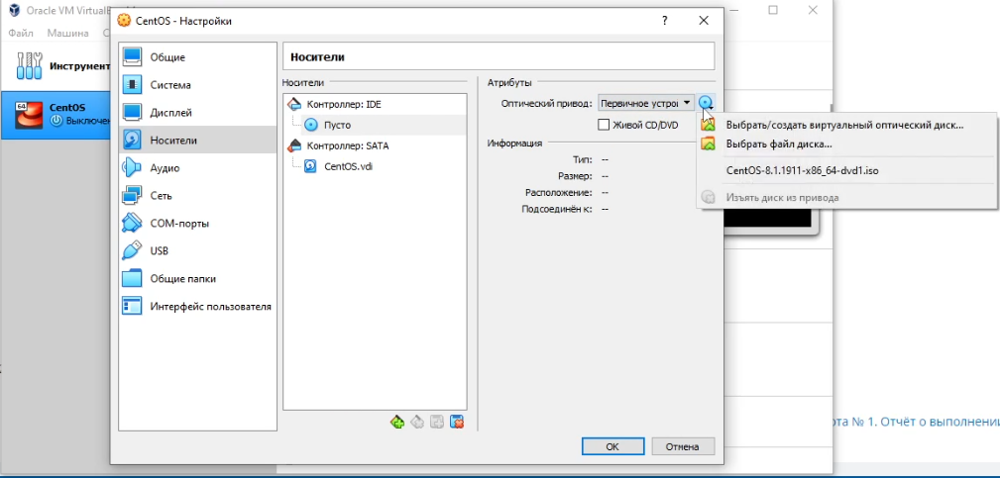 Oracle VM VirtualB
Файл Машина С
Инструмент
64
CentOS
Выключен
CentOS - Настройки
?
Общие
Система
Дисплей
Носители
Аудио
Сеть
COM-порты
USB
Общие папки
Интерфейс пользователя
Носители
Носители
Контроллер: IDE
Пусто
Контроллер: SATA
CentOS.vdi
Атрибуты
Оптический привод: Первичное устрой
Живой CD/DVD
Информация
Тип: --
Размер: --
Расположение: --
Подсоединён к: --
Выбрать/создать виртуальный оптический диск...
Выбрать файл диска...
CentOS-8.1.1911-x86_64-dvd1.iso
Изъять диск из привода
OK Отмена
ота № 1. Отчёт о выполнении